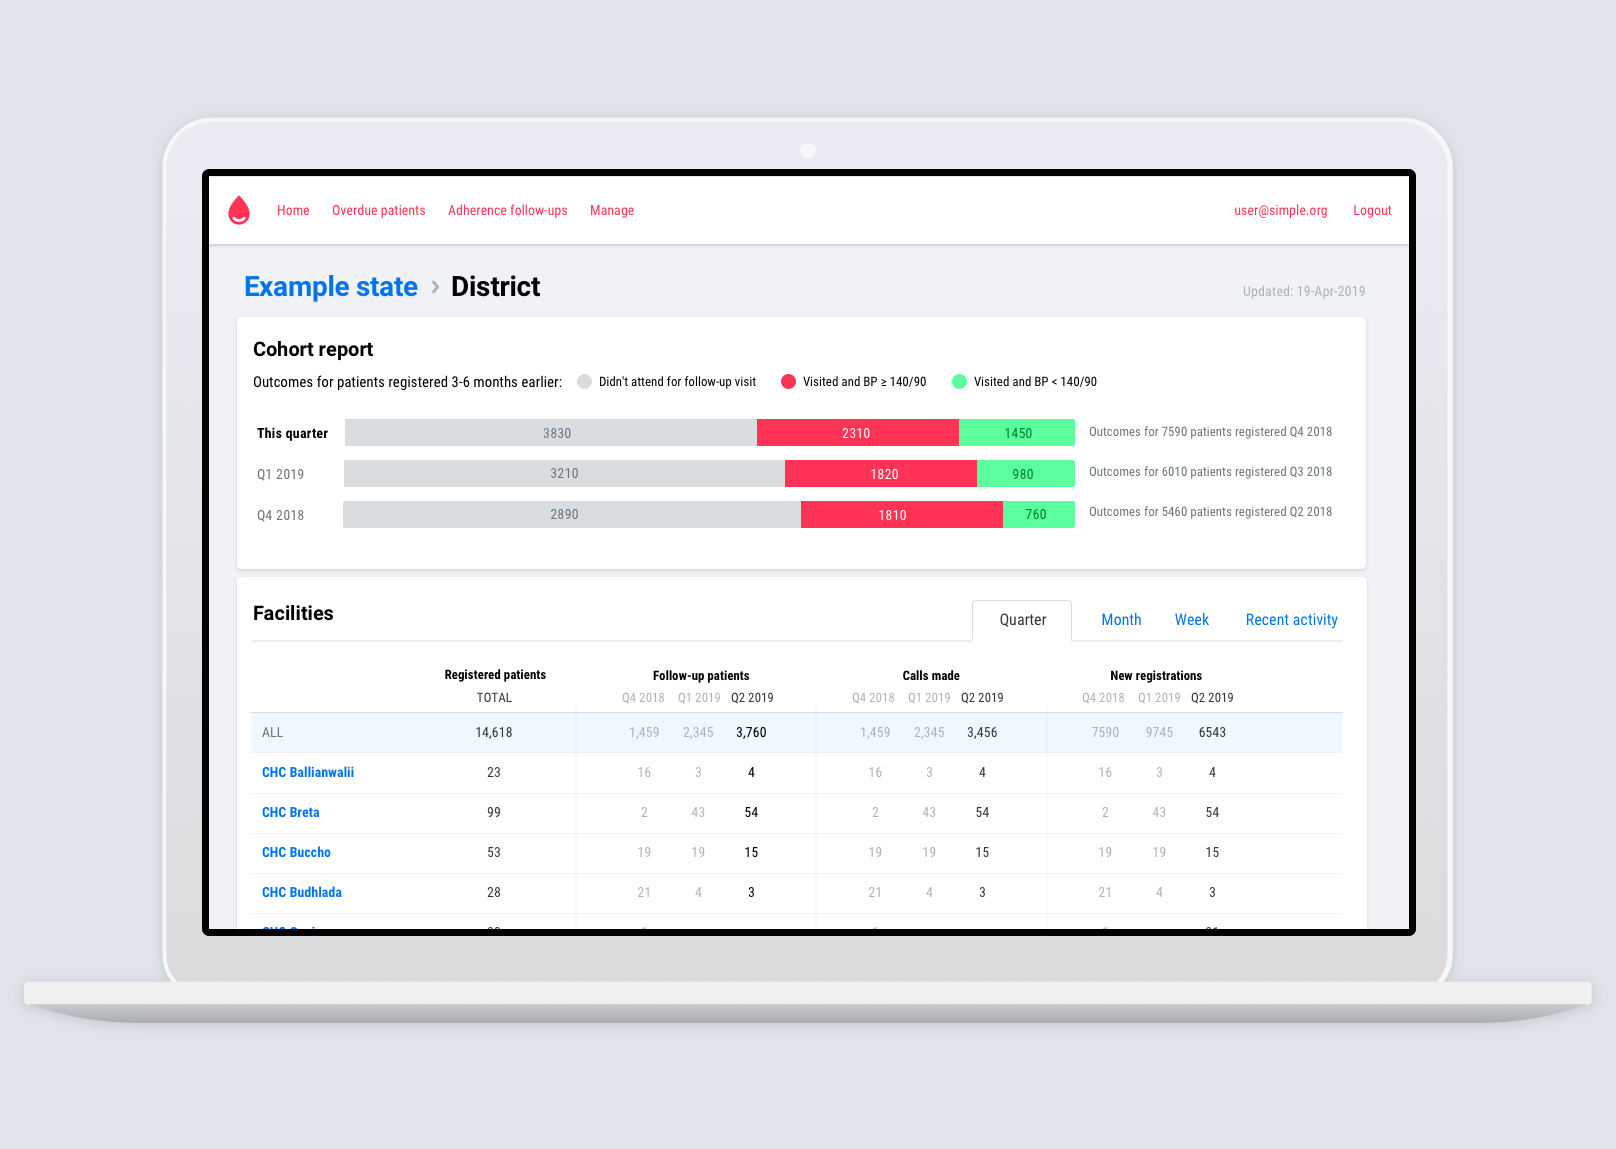 Home Overdue patients Adherence follow-ups Manage user@simple.org Logout
Example state › District Updated: 19-Apr-2019
Cohort report
Outcomes for patients registered 3-6 months earlier: Didn't attend for follow-up visit Visited and BP ≥ 140/90 Visited and BP < 140/90
This quarter 3830 2310 1450 Outcomes for 7590 patients registered Q4 2018
Q1 2019 3210 1820 980 Outcomes for 6010 patients registered Q3 2018
Q4 2018 2890 1810 760 Outcomes for 5460 patients registered Q2 2018
Facilities Quarter Month Week Recent activity
Registered patients Follow-up patients Calls made New registrations
TOTAL Q4 2018 Q1 2019 Q2 2019 Q4 2018 Q1 2019 Q2 2019 Q4 2018 Q1 2019 Q2 2019
ALL 14,618 1,459 2,345 3,760 1,459 2,345 3,456 7590 9745 6543
CHC Ballianwalii 23 16 3 4 16 3 4 16 3 4
CHC Breta 99 2 43 54 2 43 54 2 43 54
CHC Buccho 53 19 19 15 19 19 15 19 19 15
CHC Budhlada 28 21 4 3 21 4 3 21 4 3